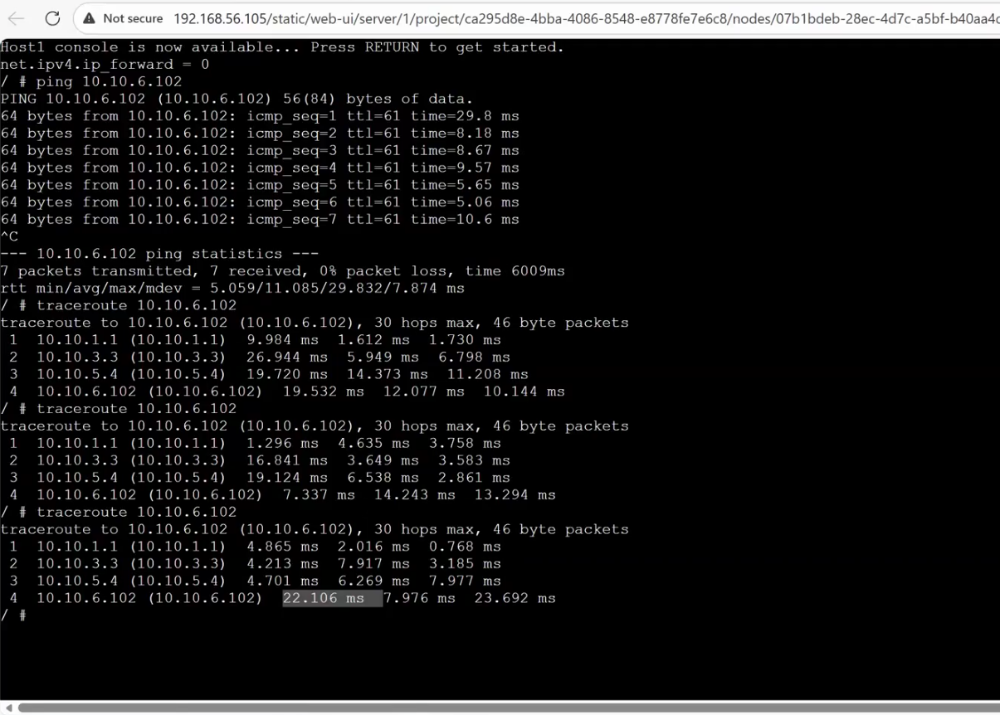 Not secure 192.168.56.105/static/web-ui/server/1/project/ca295d8e-4bba-4086-8548-e8778fe7e6c8/nodes/07b1bdeb-28ec-4d7c-a5bf-b40aa4c
Host1 console is now available... Press RETURN to get started.
net.ipv4.ip_forward = 0
/ # ping 10.10.6.102
PING 10.10.6.102 (10.10.6.102) 56(84) bytes of data.
64 bytes from 10.10.6.102: icmp_seq=1 ttl=61 time=29.8 ms
64 bytes from 10.10.6.102: icmp_seq=2 ttl=61 time=8.18 ms
64 bytes from 10.10.6.102: icmp_seq=3 ttl=61 time=8.67 ms
64 bytes from 10.10.6.102: icmp_seq=4 ttl=61 time=9.57 ms
64 bytes from 10.10.6.102: icmp_seq=5 ttl=61 time=5.65 ms
64 bytes from 10.10.6.102: icmp_seq=6 ttl=61 time=5.06 ms
64 bytes from 10.10.6.102: icmp_seq=7 ttl=61 time=10.6 ms
^C
--- 10.10.6.102 ping statistics ---
7 packets transmitted, 7 received, 0% packet loss, time 6009ms
rtt min/avg/max/mdev = 5.059/11.085/29.832/7.874 ms
/ # traceroute 10.10.6.102
traceroute to 10.10.6.102 (10.10.6.102), 30 hops max, 46 byte packets
1 10.10.1.1 (10.10.1.1) 9.984 ms 1.612 ms 1.730 ms
2 10.10.3.3 (10.10.3.3) 26.944 ms 5.949 ms 6.798 ms
3 10.10.5.4 (10.10.5.4) 19.720 ms 14.373 ms 11.208 ms
4 10.10.6.102 (10.10.6.102) 19.532 ms 12.077 ms 10.144 ms
/ # traceroute 10.10.6.102
traceroute to 10.10.6.102 (10.10.6.102), 30 hops max, 46 byte packets
1 10.10.1.1 (10.10.1.1) 1.296 ms 4.635 ms 3.758 ms
2 10.10.3.3 (10.10.3.3) 16.841 ms 3.649 ms 3.583 ms
3 10.10.5.4 (10.10.5.4) 19.124 ms 6.538 ms 2.861 ms
4 10.10.6.102 (10.10.6.102) 7.337 ms 14.243 ms 13.294 ms
/ # traceroute 10.10.6.102
traceroute to 10.10.6.102 (10.10.6.102), 30 hops max, 46 byte packets
1 10.10.1.1 (10.10.1.1) 4.865 ms 2.016 ms 0.768 ms
2 10.10.3.3 (10.10.3.3) 4.213 ms 7.917 ms 3.185 ms
3 10.10.5.4 (10.10.5.4) 4.701 ms 6.269 ms 7.977 ms
4 10.10.6.102 (10.10.6.102) 22.106 ms 7.976 ms 23.692 ms
/ #